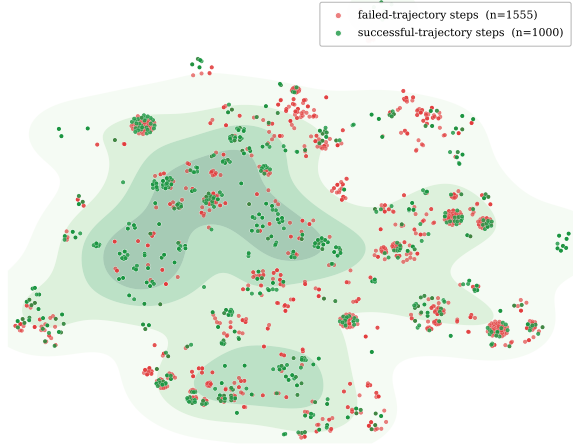 failed-trajectory steps (n=1555)
successful-trajectory steps (n=1000)